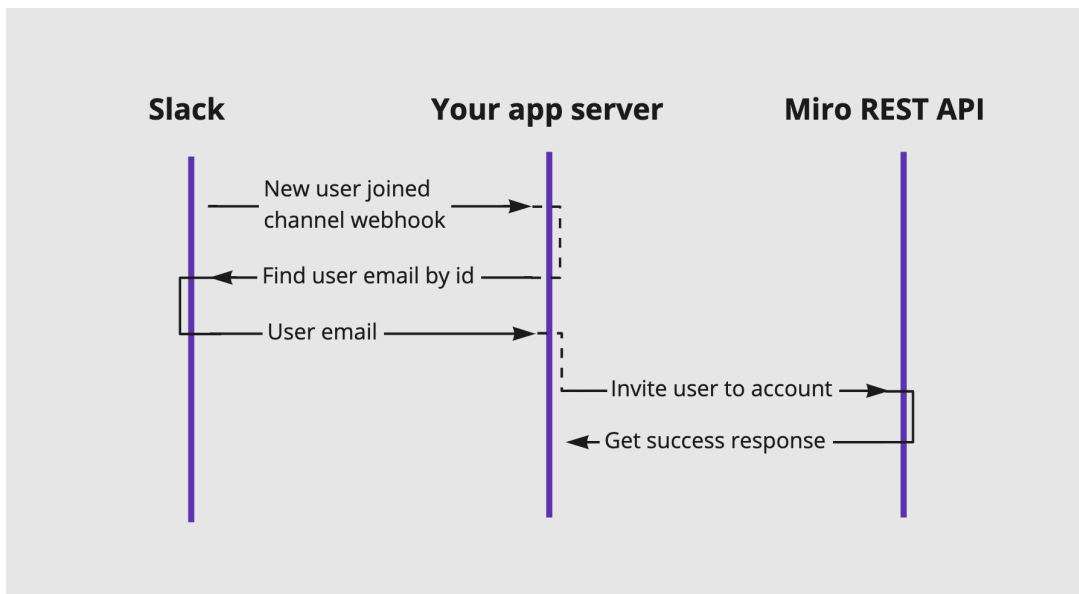 Slack
Your app server
Miro REST API
New user joined
channel webhook
Find user email by id
User email
Invite user to account
Get success response